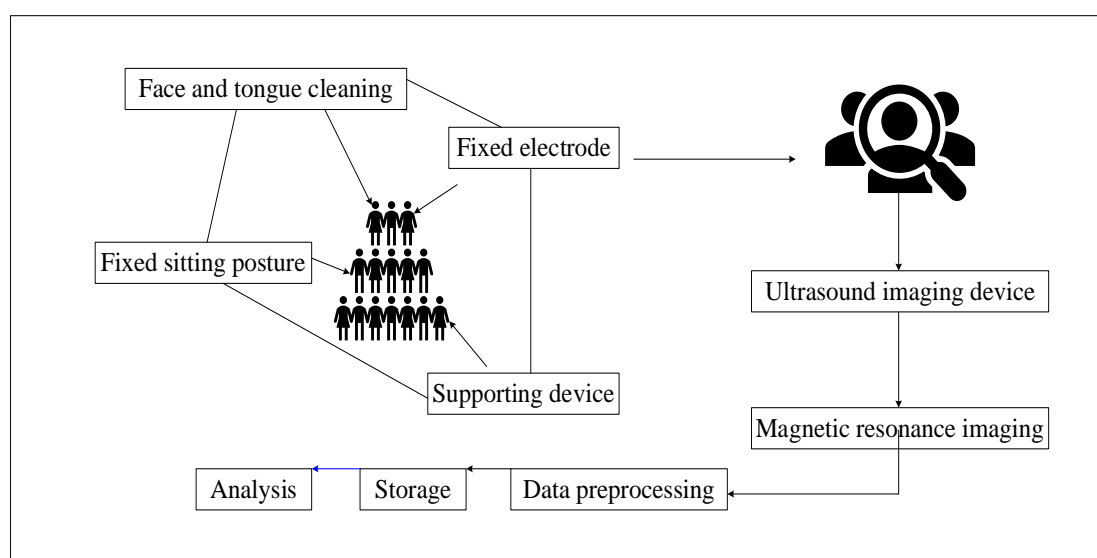 Face and tongue cleaning
Fixed electrode
Fixed sitting posture
Ultrasound imaging device
Supporting device
Magnetic resonance imaging
Analysis
Storage
Data preprocessing